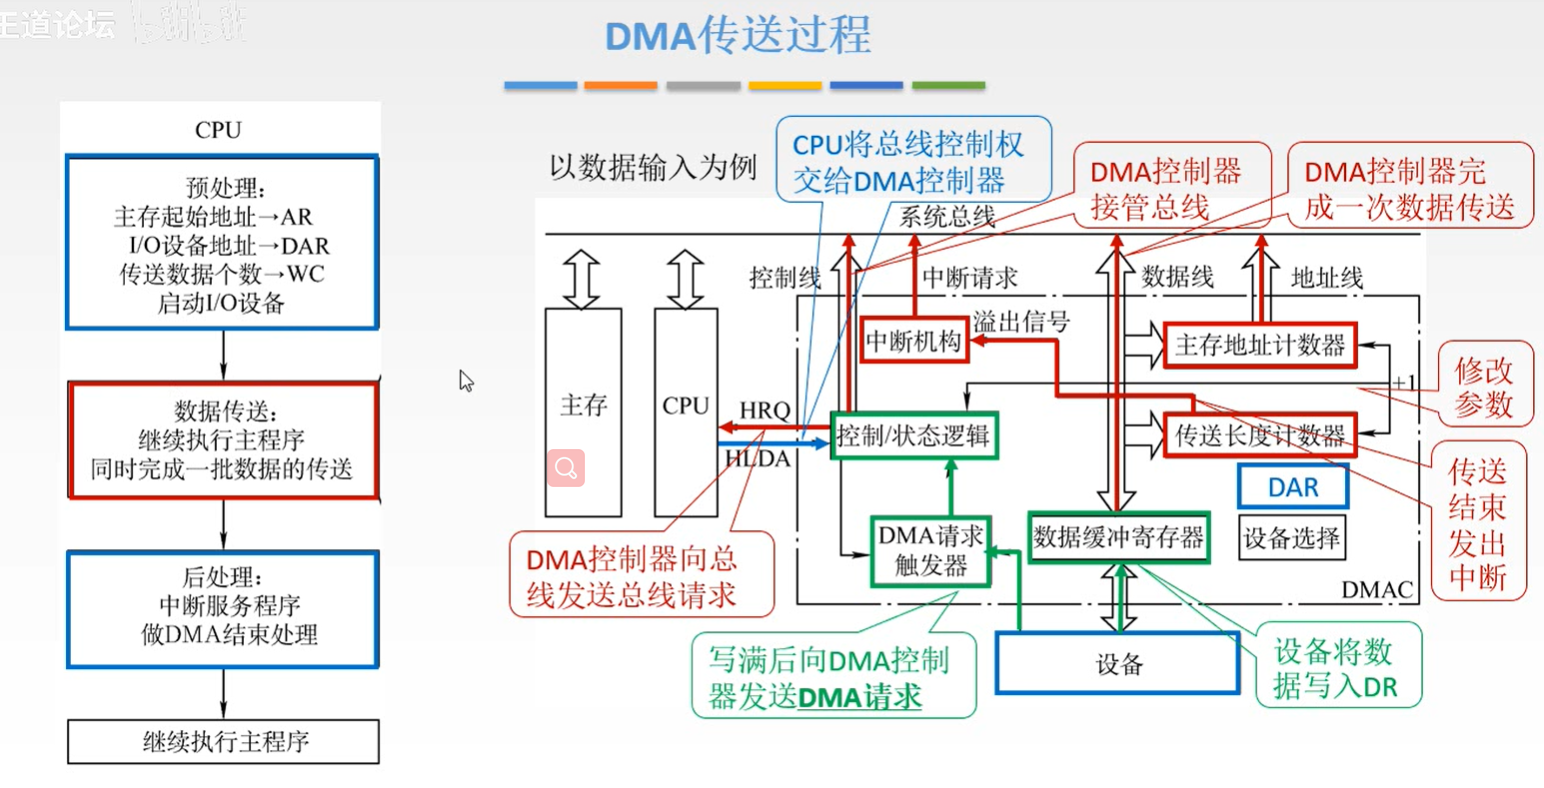 王道论坛 bilibili
DMA传送过程
CPU
预处理：
主存起始地址→AR
I/O设备地址→DAR
传送数据个数→WC
启动I/O设备
数据传送：
继续执行主程序
同时完成一批数据的传送
后处理：
中断服务程序
做DMA结束处理
继续执行主程序
以数据输入为例
CPU将总线控制权
交给DMA控制器
DMA控制器
接管总线
DMA控制器完
成一次数据传送
系统总线
控制线
中断请求
数据线
地址线
中断机构
溢出信号
主存地址计数器
+1
修改
参数
主存
CPU
HRQ
HLDA
控制/状态逻辑
传送长度计数器
DAR
传送
结束
发出
中断
DMA请求
触发器
数据缓冲寄存器
设备选择
DMAC
DMA控制器向总
线发送总线请求
写满后向DMA控制
器发送DMA请求
设备
设备将数
据写入DR